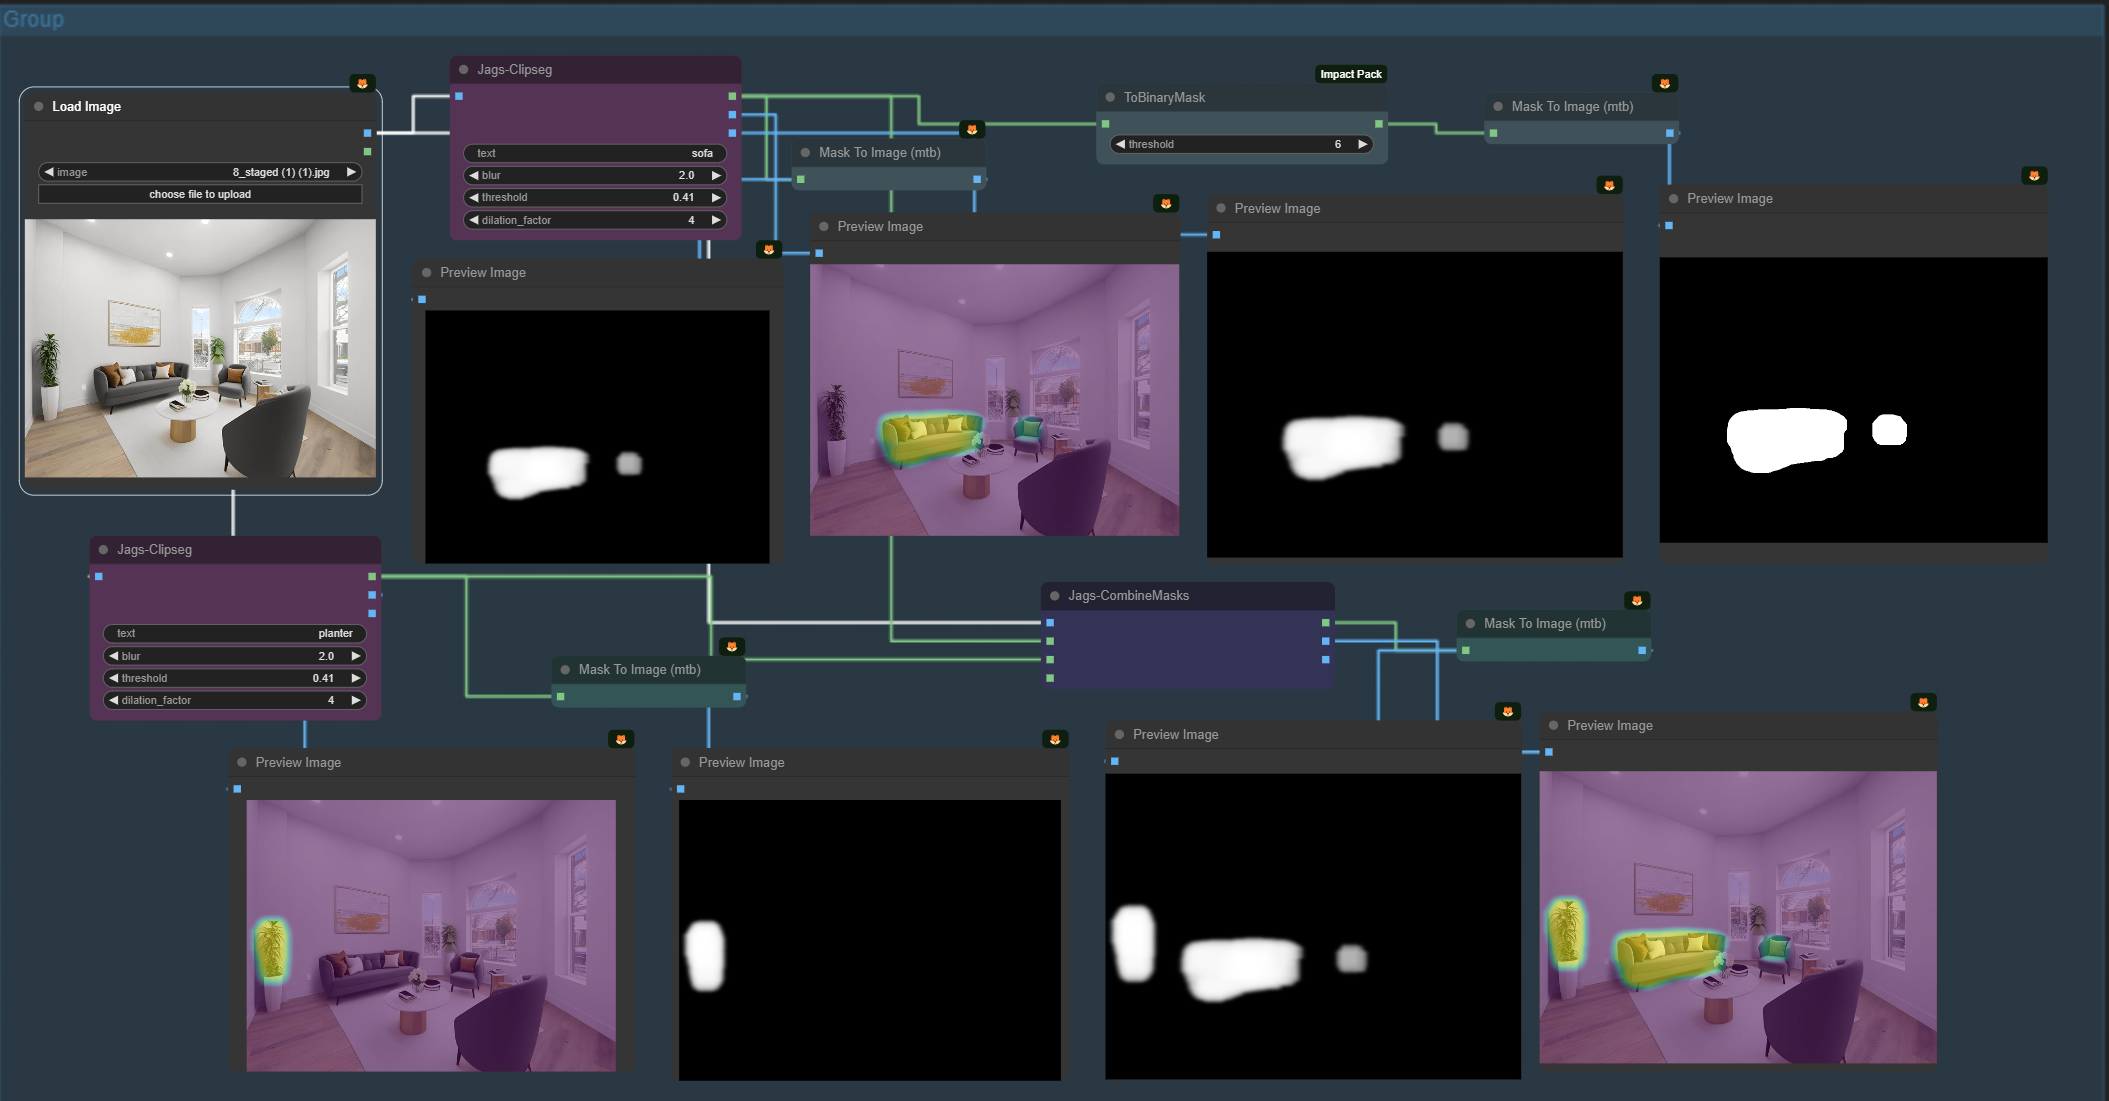 Group
Load Image
image 8_staged (1) (1).jpg
choose file to upload
Jags-Clipseg
text sofa
blur 2.0
threshold 0.41
dilation_factor 4
Mask To Image (mtb)
Impact Pack
ToBinaryMask
threshold 6
Mask To Image (mtb)
Preview Image
Preview Image
Preview Image
Preview Image
Jags-Clipseg
text planter
blur 2.0
threshold 0.41
dilation_factor 4
Mask To Image (mtb)
Jags-CombineMasks
Mask To Image (mtb)
Preview Image
Preview Image
Preview Image
Preview Image